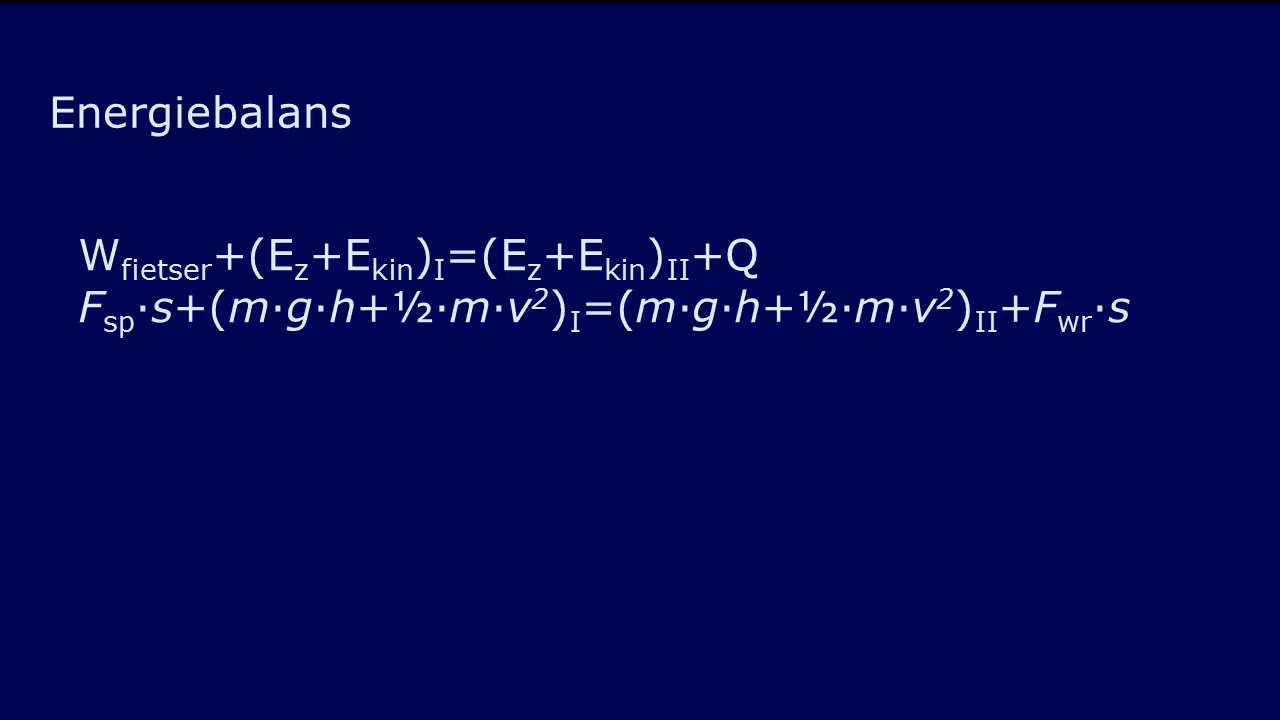 Energiebalans
W_fietser+(E_z+E_kin)_I=(E_z+E_kin)_II+Q
F_sp·s+(m·g·h+½·m·v²)_I=(m·g·h+½·m·v²)_II+F_wr·s